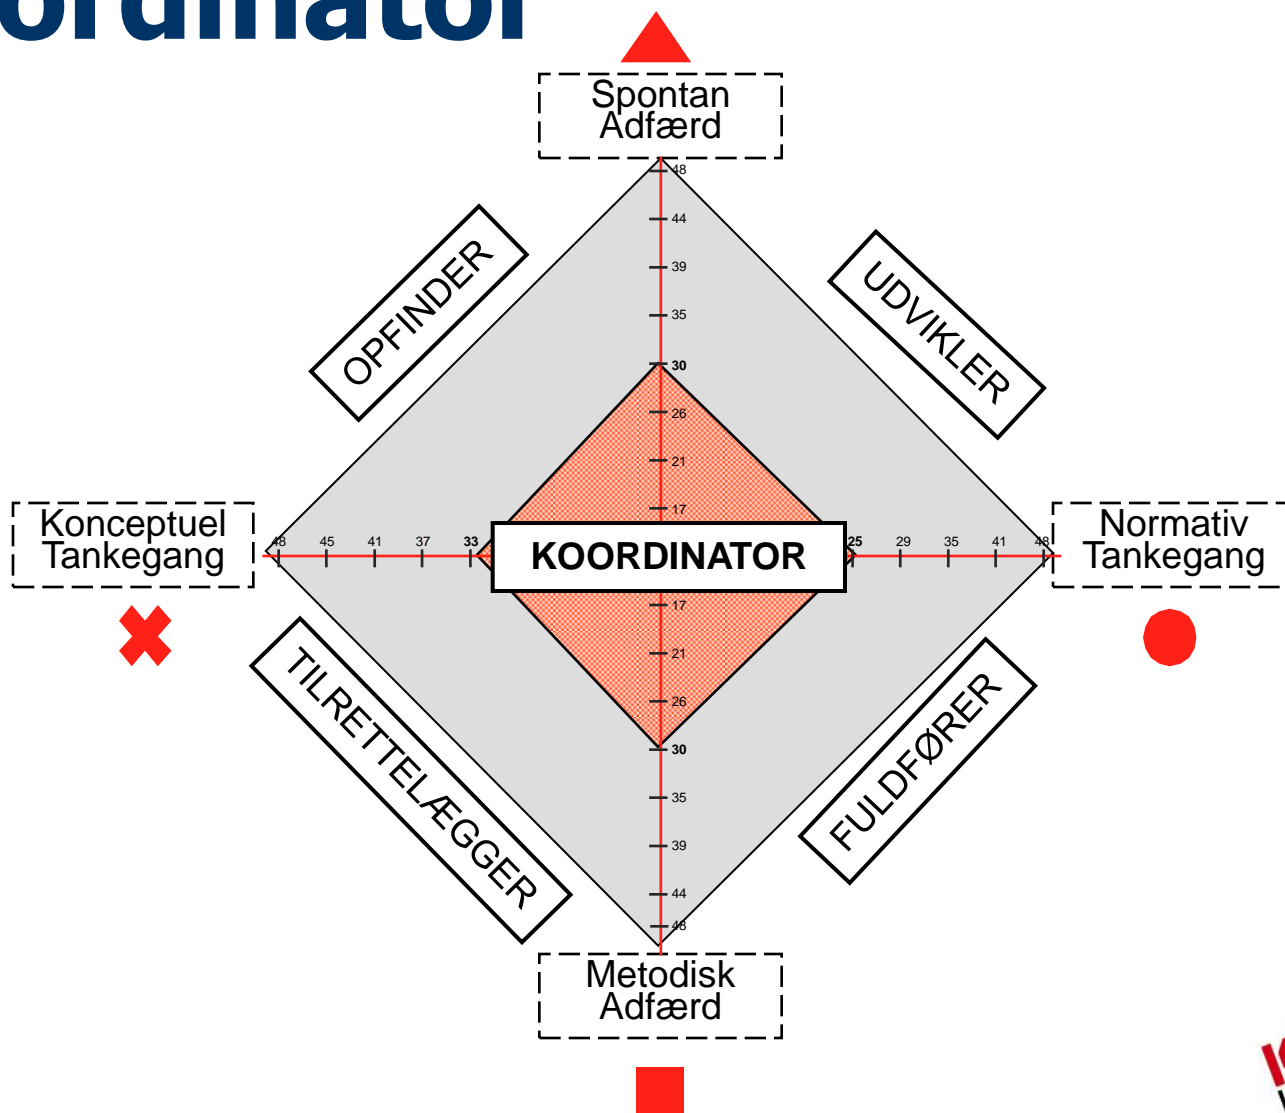 ordinator
Spontan
Adfærd
48
44
39
35
30
26
21
17
OPFINDER
UDVIKLER
Konceptuel
Tankegang
48 45 41 37 33
KOORDINATOR
25 29 35 41 48
Normativ
Tankegang
17
21
26
30
35
39
44
48
TILRETTELÆGGER
FULDFØRER
Metodisk
Adfærd